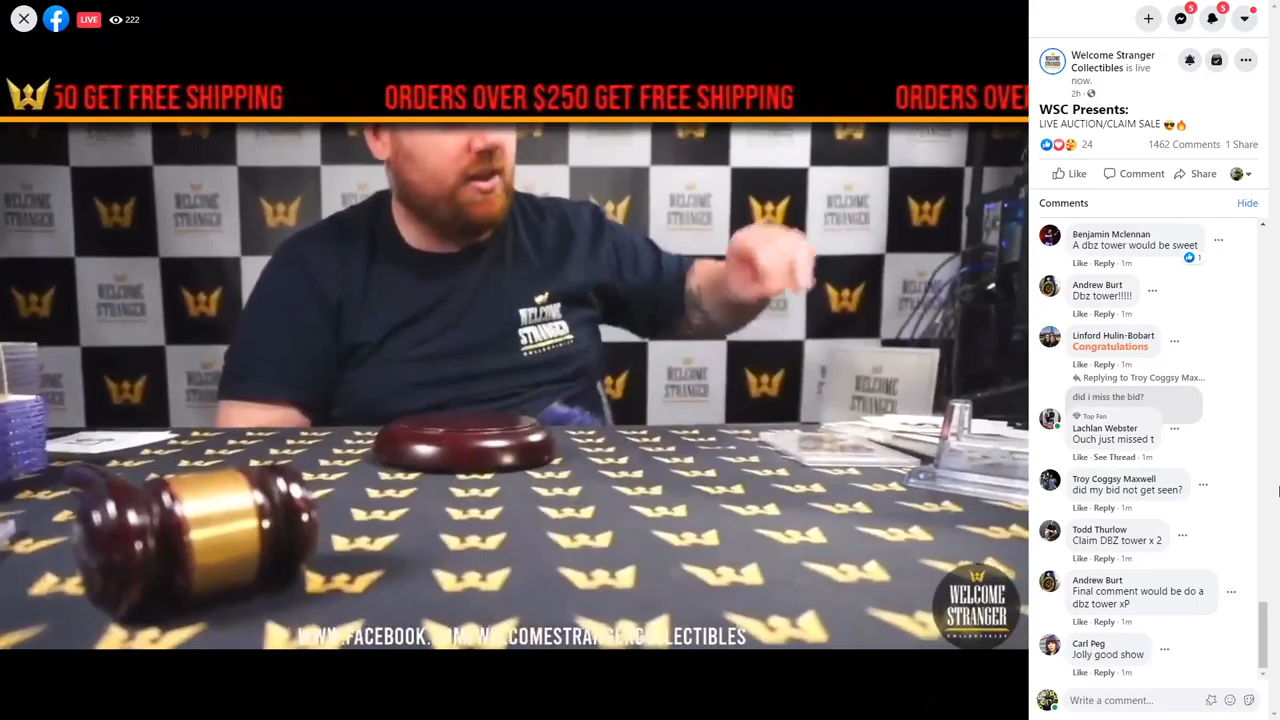 LIVE
222
50 GET FREE SHIPPING
ORDERS OVER $250 GET FREE SHIPPING
ORDERS OVE
WELCOME
STRANGER
COLLECTIBLES
WELCOME
STRANGER
COLLECTIBLES
WWW.FACEBOOK.COM/WELCOMESTRANGERCOLLECTIBLES
5
5
Welcome Stranger
Collectibles is live
now.
2h ·
WSC Presents:
LIVE AUCTION/CLAIM SALE 😎🔥
24
1462 Comments 1 Share
Like
Comment
Share
Comments
Hide
Benjamin Mclennan
A dbz tower would be sweet
1
Like · Reply · 1m
Andrew Burt
Dbz tower!!!!!
Like · Reply · 1m
Linford Hulin-Bobart
Congratulations
Like · Reply · 1m
Replying to Troy Coggsy Max...
did i miss the bid?
Top Fan
Lachlan Webster
Ouch just missed t
Like · See Thread · 1m
Troy Coggsy Maxwell
did my bid not get seen?
Like · Reply · 1m
Todd Thurlow
Claim DBZ tower x 2
Like · Reply · 1m
Andrew Burt
Final comment would be do a
dbz tower xP
Like · Reply · 1m
Carl Peg
Jolly good show
Like · Reply · 1m
Write a comment...